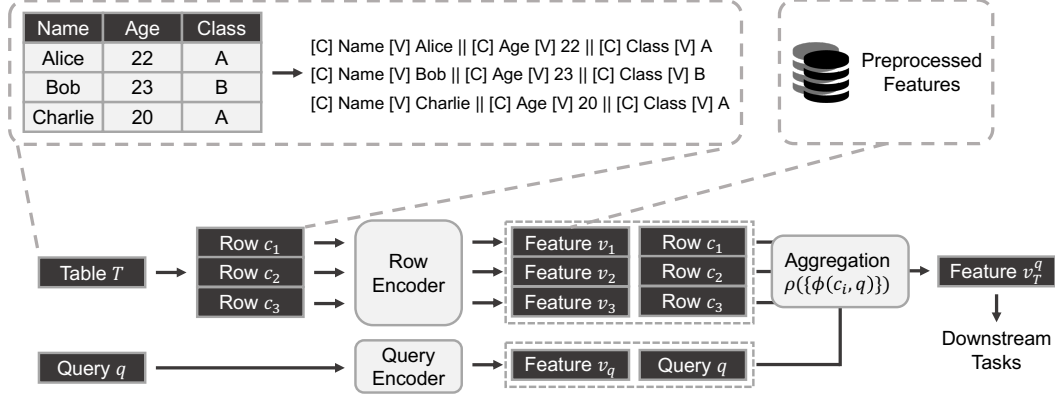 Name Age Class
Alice 22 A
Bob 23 B
Charlie 20 A
[C] Name [V] Alice || [C] Age [V] 22 || [C] Class [V] A
[C] Name [V] Bob || [C] Age [V] 23 || [C] Class [V] B
[C] Name [V] Charlie || [C] Age [V] 20 || [C] Class [V] A
Preprocessed
Features
Table T
Row c₁
Row c₂
Row c₃
Row
Encoder
Feature v₁
Feature v₂
Feature v₃
Row c₁
Row c₂
Row c₃
Aggregation
ρ({ϕ(cᵢ, q)})
Feature v_T^q
Downstream
Tasks
Query q
Query
Encoder
Feature v_q
Query q